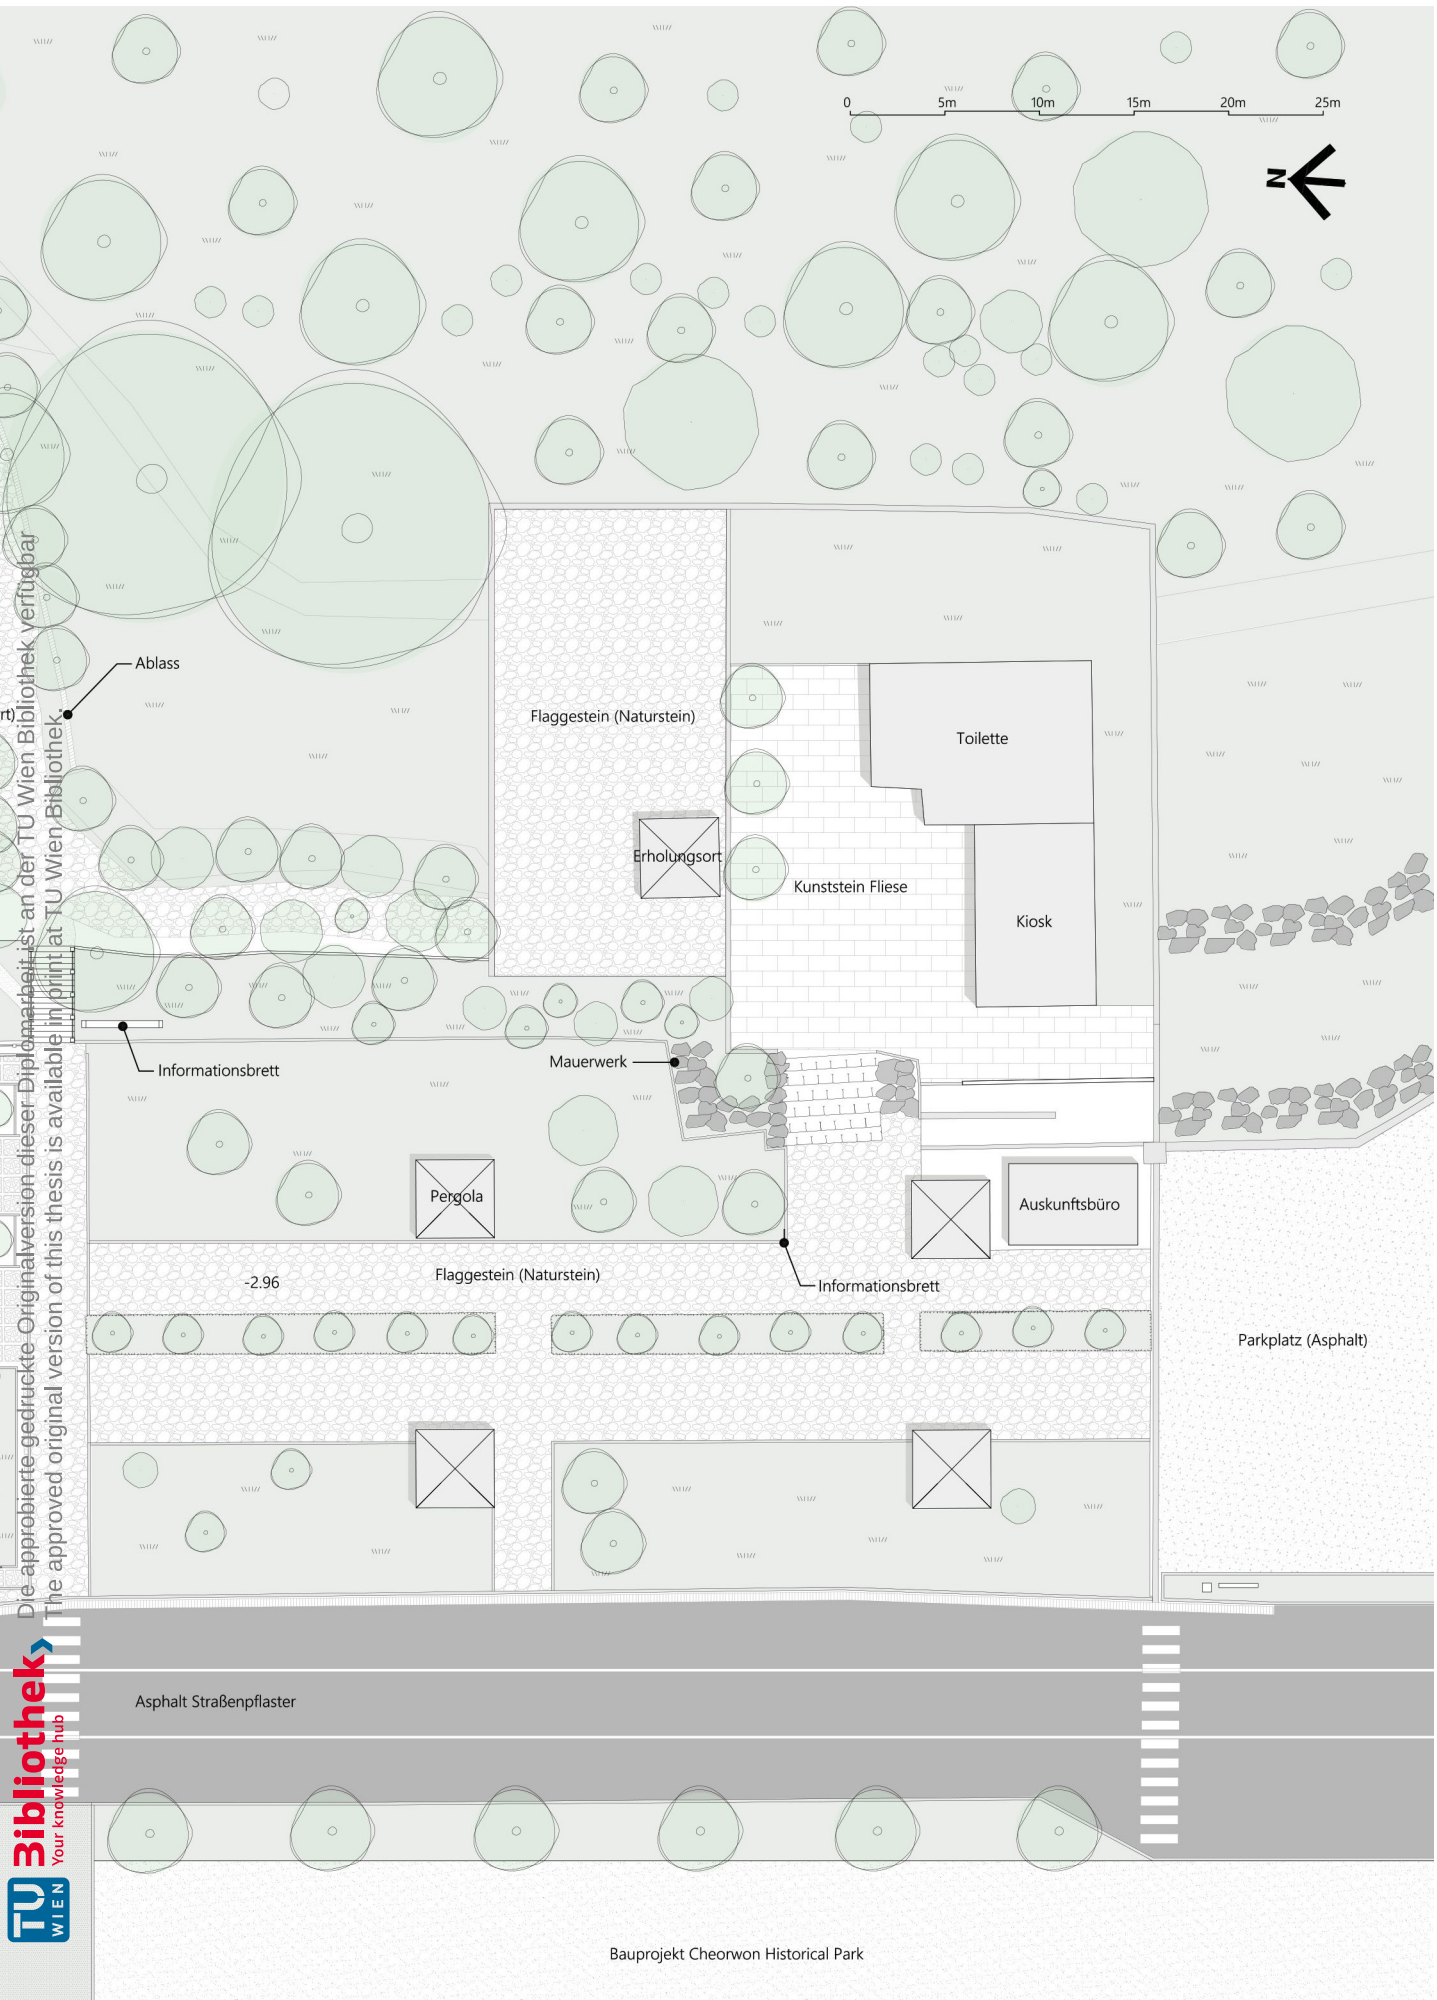 0 5m 10m 15m 20m 25m
N
Ablass
rt)
Flaggestein (Naturstein)
Toilette
Erholungsort
Kunststein Fliese
Kiosk
Informationsbrett
Mauerwerk
Pergola
Auskunftsbüro
-2.96
Flaggestein (Naturstein)
Informationsbrett
Parkplatz (Asphalt)
Asphalt Straßenpflaster
Bauprojekt Cheorwon Historical Park
Die approbierte gedruckte Originalversion dieser Diplomarbeit ist an der TU Wien Bibliothek verfügbar
The approved original version of this thesis is available in print at TU Wien Bibliothek.
Bibliothek
Your knowledge hub
TU
WIEN